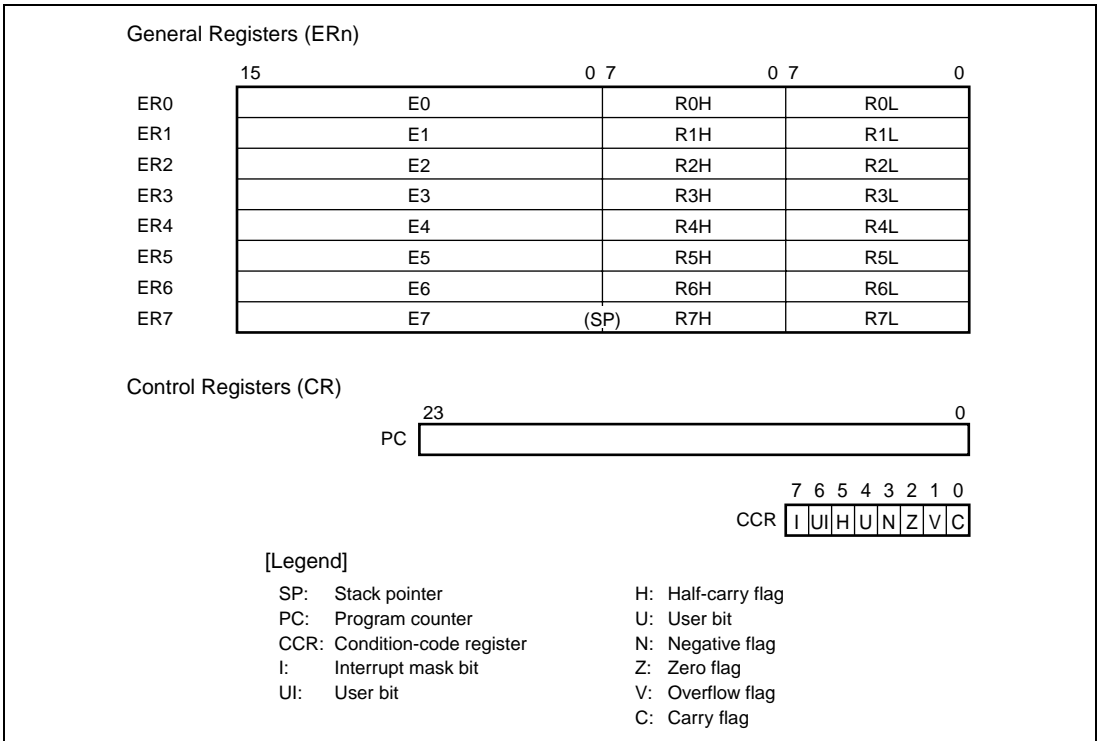 General Registers (ERn)
15 0 7 0 7 0
ER0 E0 R0H R0L
ER1 E1 R1H R1L
ER2 E2 R2H R2L
ER3 E3 R3H R3L
ER4 E4 R4H R4L
ER5 E5 R5H R5L
ER6 E6 R6H R6L
ER7 E7 (SP) R7H R7L
Control Registers (CR)
23 0
PC
7 6 5 4 3 2 1 0
CCR I UI H U N Z V C
[Legend]
SP: Stack pointer
PC: Program counter
CCR: Condition-code register
I: Interrupt mask bit
UI: User bit
H: Half-carry flag
U: User bit
N: Negative flag
Z: Zero flag
V: Overflow flag
C: Carry flag